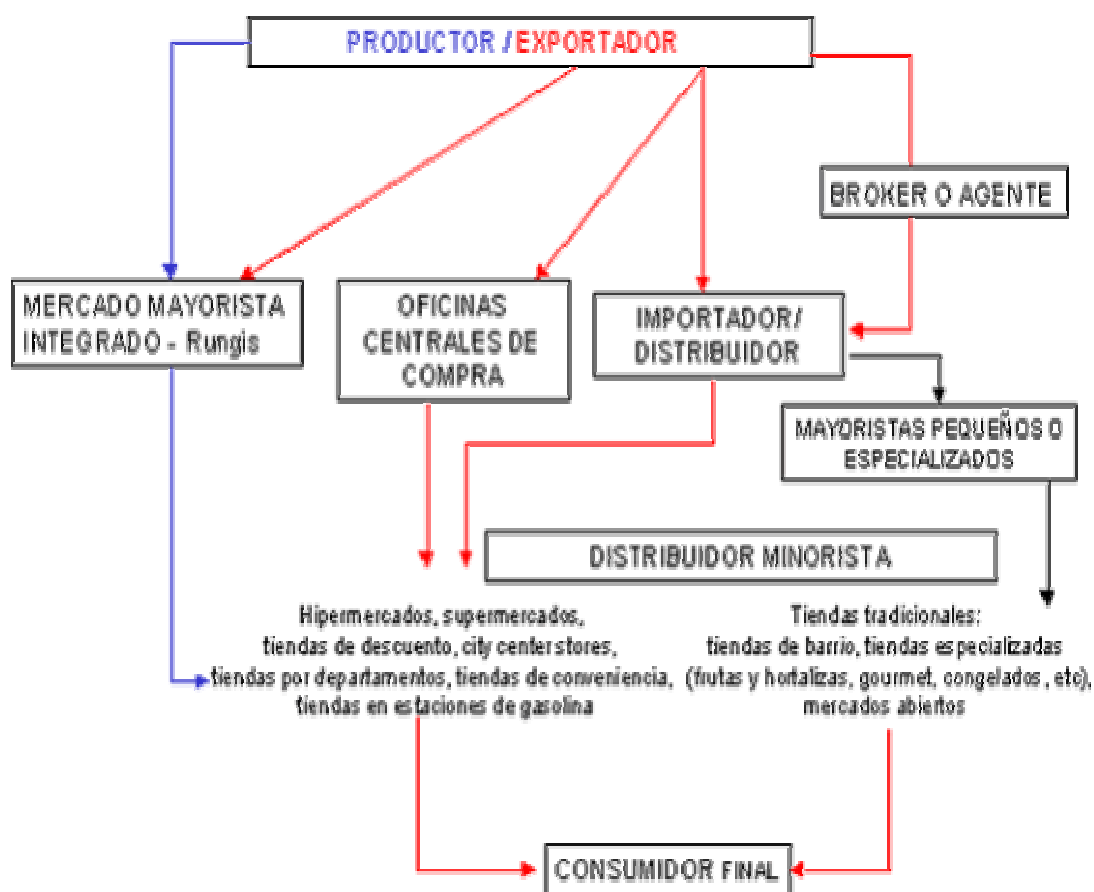 PRODUCTOR / EXPORTADOR
BROKER O AGENTE
MERCADO MAYORISTA
INTEGRADO - Rungis
OFICINAS
CENTRALES DE
COMPRA
IMPORTADOR/
DISTRIBUIDOR
MAYORISTAS PEQUEÑOS O
ESPECIALIZADOS
DISTRIBUIDOR MINORISTA
Hipermercados, supermercados,
tiendas de descuento, city center stores,
tiendas por departamentos, tiendas de conveniencia,
tiendas en estaciones de gasolina
Tiendas tradicionales:
tiendas de barrio, tiendas especializadas
(frutas y hortalizas, gourmet, congelados, etc),
mercados abiertos
CONSUMIDOR FINAL